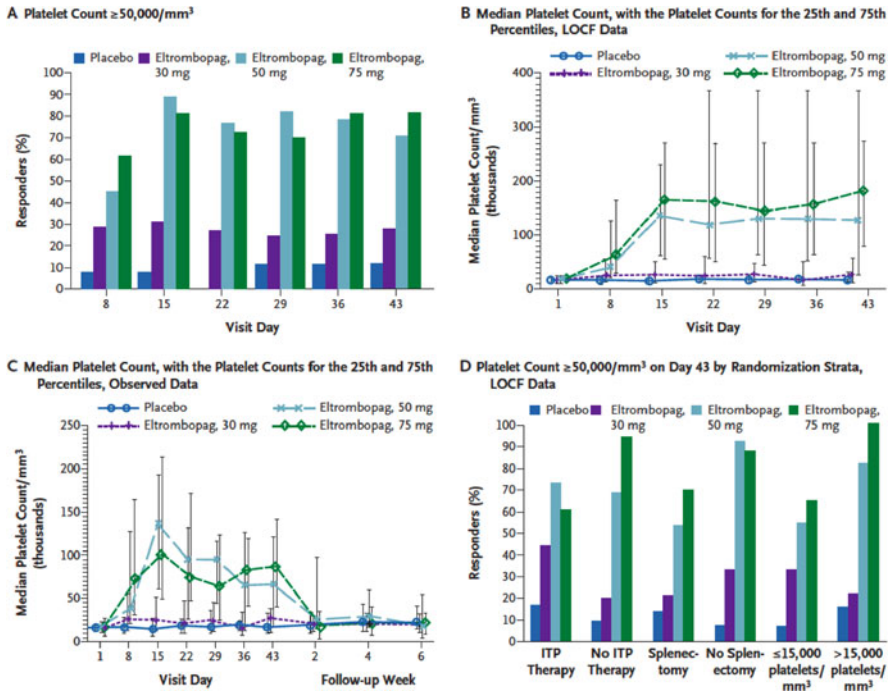 A Platelet Count ≥50,000/mm³
Placebo
Eltrombopag, 30 mg
Eltrombopag, 50 mg
Eltrombopag, 75 mg
Responders (%)
100
90
80
70
60
50
40
30
20
10
0
8 15 22 29 36 43
Visit Day
B Median Platelet Count, with the Platelet Counts for the 25th and 75th
Percentiles, LOCF Data
Placebo
Eltrombopag, 30 mg
Eltrombopag, 50 mg
Eltrombopag, 75 mg
Median Platelet Count/mm³
(thousands)
400
300
200
100
0
1 8 15 22 29 36 43
Visit Day
C Median Platelet Count, with the Platelet Counts for the 25th and 75th
Percentiles, Observed Data
Placebo
Eltrombopag, 30 mg
Eltrombopag, 50 mg
Eltrombopag, 75 mg
Median Platelet Count/mm³
(thousands)
250
200
150
100
50
0
1 8 15 22 29 36 43 2 4 6
Visit Day Follow-up Week
D Platelet Count ≥50,000/mm³ on Day 43 by Randomization Strata,
LOCF Data
Placebo
Eltrombopag, 30 mg
Eltrombopag, 50 mg
Eltrombopag, 75 mg
Responders (%)
100
90
80
70
60
50
40
30
20
10
0
ITP
Therapy
No ITP
Therapy
Splenec-
tomy
No Splen-
ectomy
≤15,000
platelets/
mm³
>15,000
platelets/
mm³